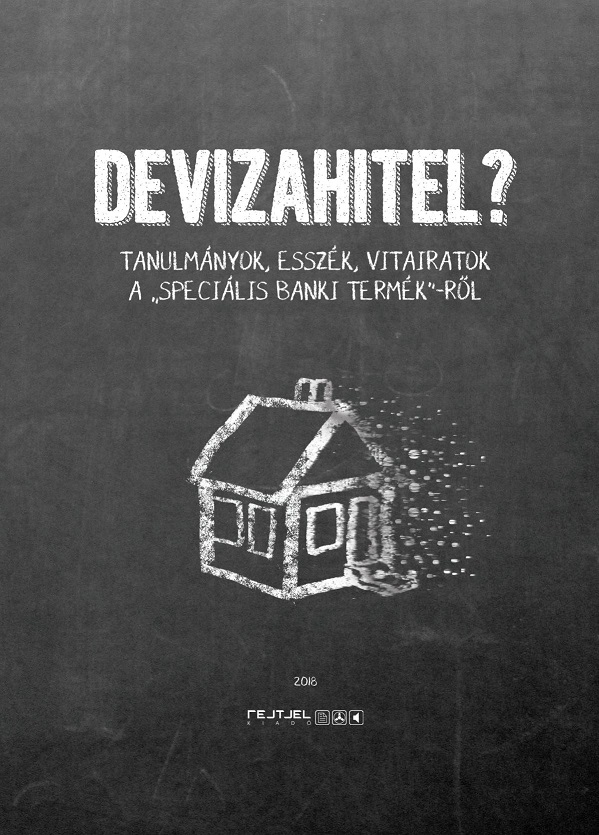 DEVIZAHITEL?
TANULMÁNYOK, ESSZÉK, VITAIRATOK
A „SPECIÁLIS BANKI TERMÉK”-RŐL
2018
REJTJEL
KIADÓ